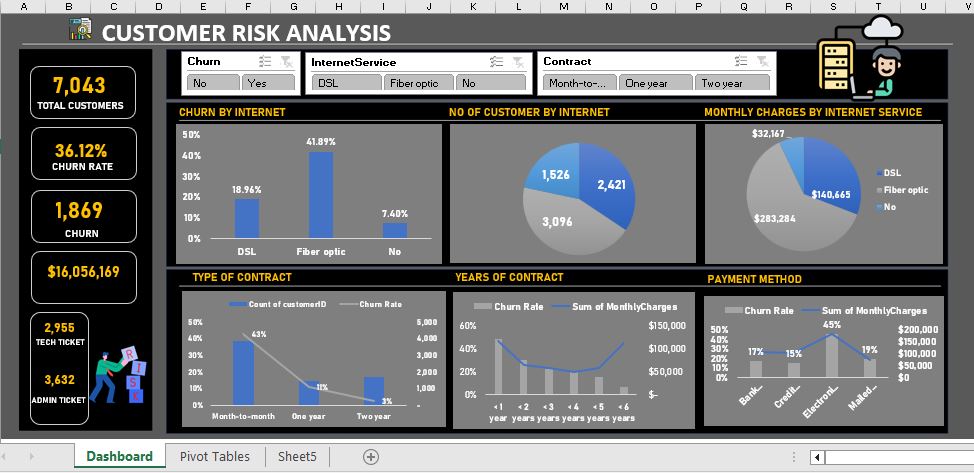 A B C D E F G H I J K L M N O P Q R S T U V
CUSTOMER RISK ANALYSIS
7,043
TOTAL CUSTOMERS
36.12%
CHURN RATE
1,869
CHURN
$16,056,169
2,955
TECH TICKET
3,632
ADMIN TICKET
R
I
S
K
Churn
No Yes
InternetService
DSL Fiber optic No
Contract
Month-to-... One year Two year
CHURN BY INTERNET
50%
40%
30%
20%
10%
0%
18.96%
41.89%
7.40%
DSL Fiber optic No
NO OF CUSTOMER BY INTERNET
1,526
2,421
3,096
MONTHLY CHARGES BY INTERNET SERVICE
$32,167
$140,665
$283,284
DSL
Fiber optic
No
TYPE OF CONTRACT
Count of customerID Churn Rate
50%
40%
30%
20%
10%
0%
43%
11%
3%
5,000
4,000
3,000
2,000
1,000
-
Month-to-month One year Two year
YEARS OF CONTRACT
Churn Rate Sum of MonthlyCharges
60%
40%
20%
0%
$150,000
$100,000
$50,000
$-
< 1 < 2 < 3 < 4 < 5 < 6
year years years years years years
PAYMENT METHOD
Churn Rate Sum of MonthlyCharges
50%
40%
30%
20%
10%
0%
17%
15%
45%
19%
$200,000
$150,000
$100,000
$50,000
$0
Bank...
Credit...
Electroni...
Mailed...
Dashboard Pivot Tables Sheet5